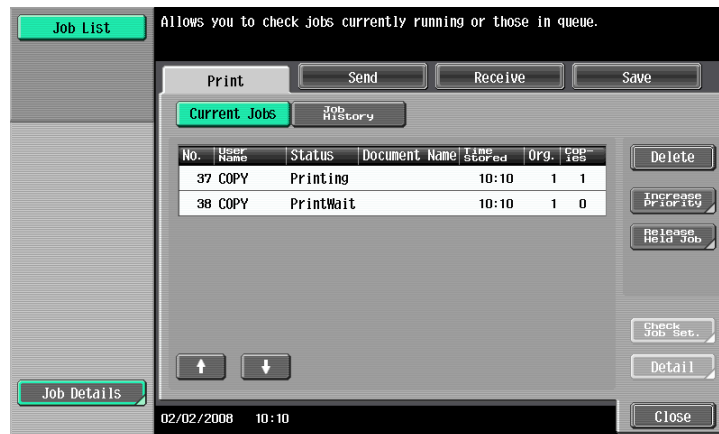 Job List
Allows you to check jobs currently running or those in queue.
Print Send Receive Save
Current Jobs Job History
No. User Name Status Document Name Time Stored Org. Cop-ies
37 COPY Printing 10:10 1 1
38 COPY PrintWait 10:10 1 0
Delete
Increase Priority
Release Held Job
Check Job Set.
Detail
Job Details
02/02/2008 10:10
Close